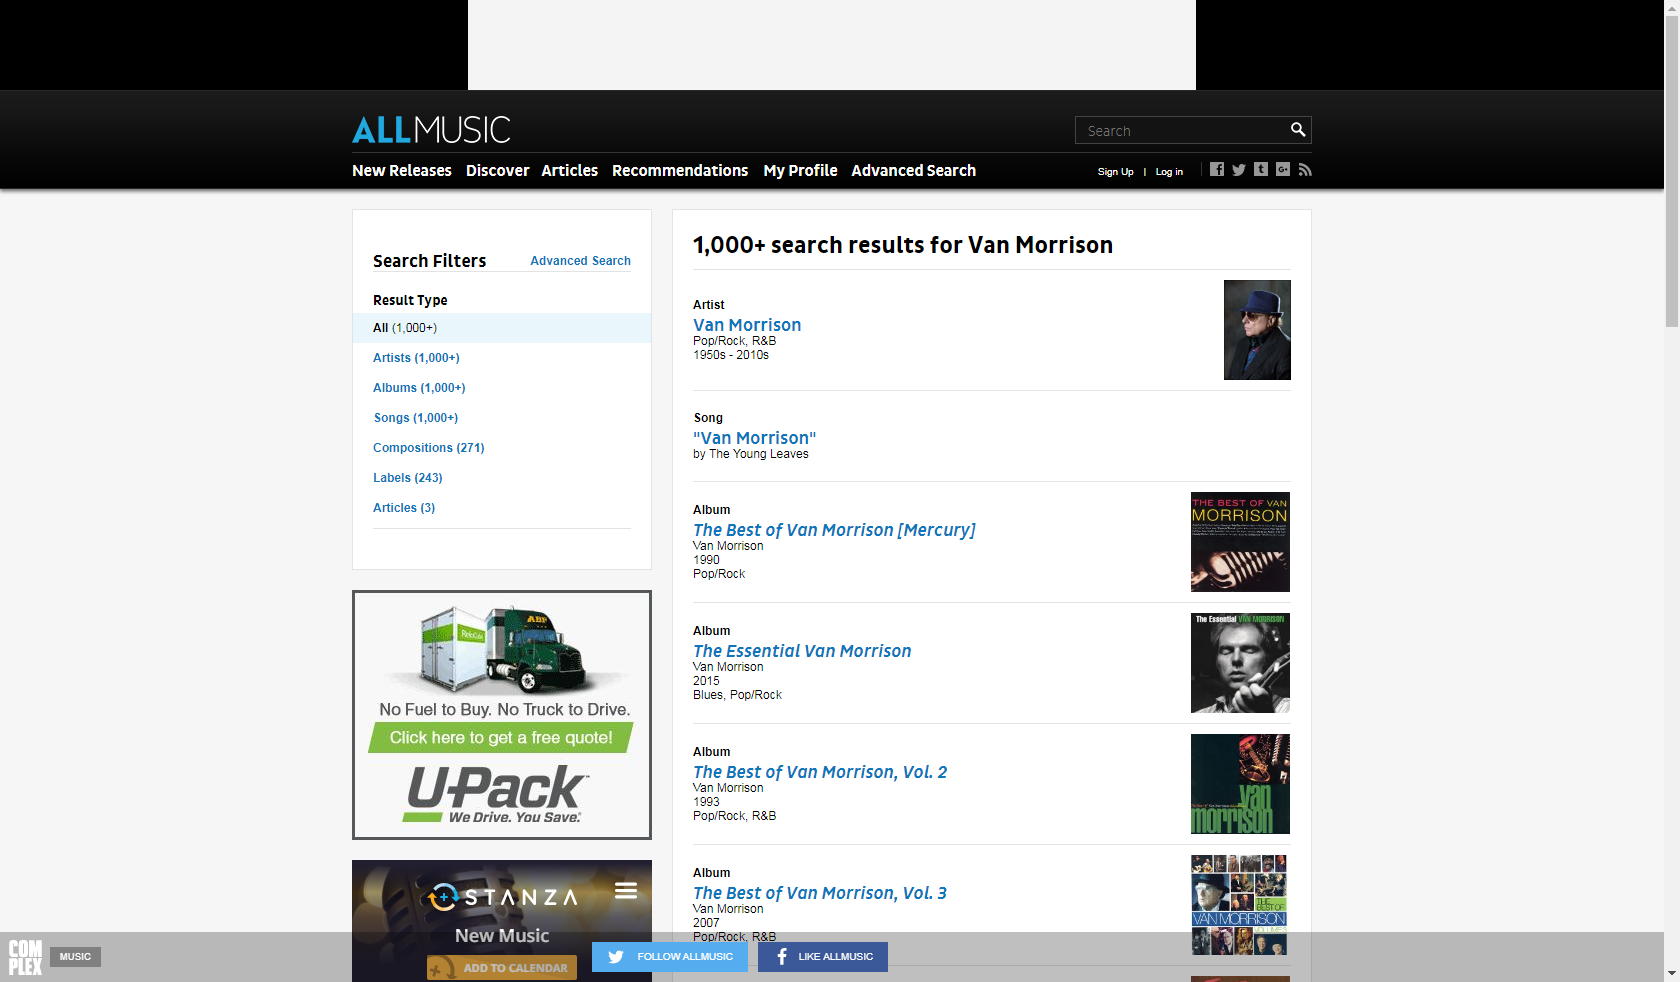 ALLMUSIC
Search
New Releases Discover Articles Recommendations My Profile Advanced Search
Sign Up | Log in
Search Filters
Advanced Search
Result Type
All (1,000+)
Artists (1,000+)
Albums (1,000+)
Songs (1,000+)
Compositions (271)
Labels (243)
Articles (3)
ABF
ReloCube
No Fuel to Buy. No Truck to Drive.
Click here to get a free quote!
U-Pack™
We Drive. You Save.®
STANZA
New Music
ADD TO CALENDAR
1,000+ search results for Van Morrison
Artist
Van Morrison
Pop/Rock, R&B
1950s - 2010s
Song
"Van Morrison"
by The Young Leaves
Album
The Best of Van Morrison [Mercury]
Van Morrison
1990
Pop/Rock
THE BEST OF VAN
MORRISON
Album
The Essential Van Morrison
Van Morrison
2015
Blues, Pop/Rock
The Essential VAN MORRISON
Album
The Best of Van Morrison, Vol. 2
Van Morrison
1993
Pop/Rock, R&B
van
morrison
Album
The Best of Van Morrison, Vol. 3
Van Morrison
2007
Pop/Rock, R&B
THE
BEST OF
VAN MORRISON
COM
PLEX
MUSIC
FOLLOW ALLMUSIC
LIKE ALLMUSIC